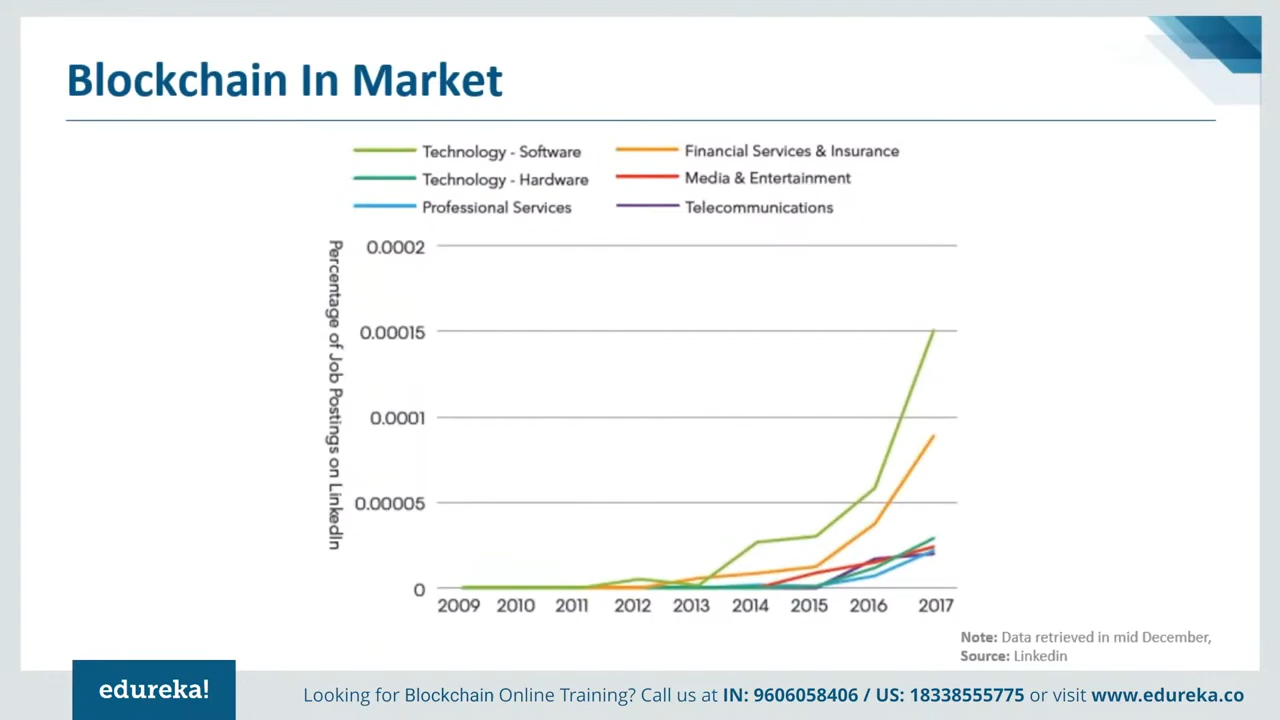 Blockchain In Market
Technology - Software
Financial Services & Insurance
Technology - Hardware
Media & Entertainment
Professional Services
Telecommunications
Percentage of Job Postings on LinkedIn
0.0002
0.00015
0.0001
0.00005
0
2009 2010 2011 2012 2013 2014 2015 2016 2017
Note: Data retrieved in mid December,
Source: Linkedin
edureka!
Looking for Blockchain Online Training? Call us at IN: 9606058406 / US: 18338555775 or visit www.edureka.co